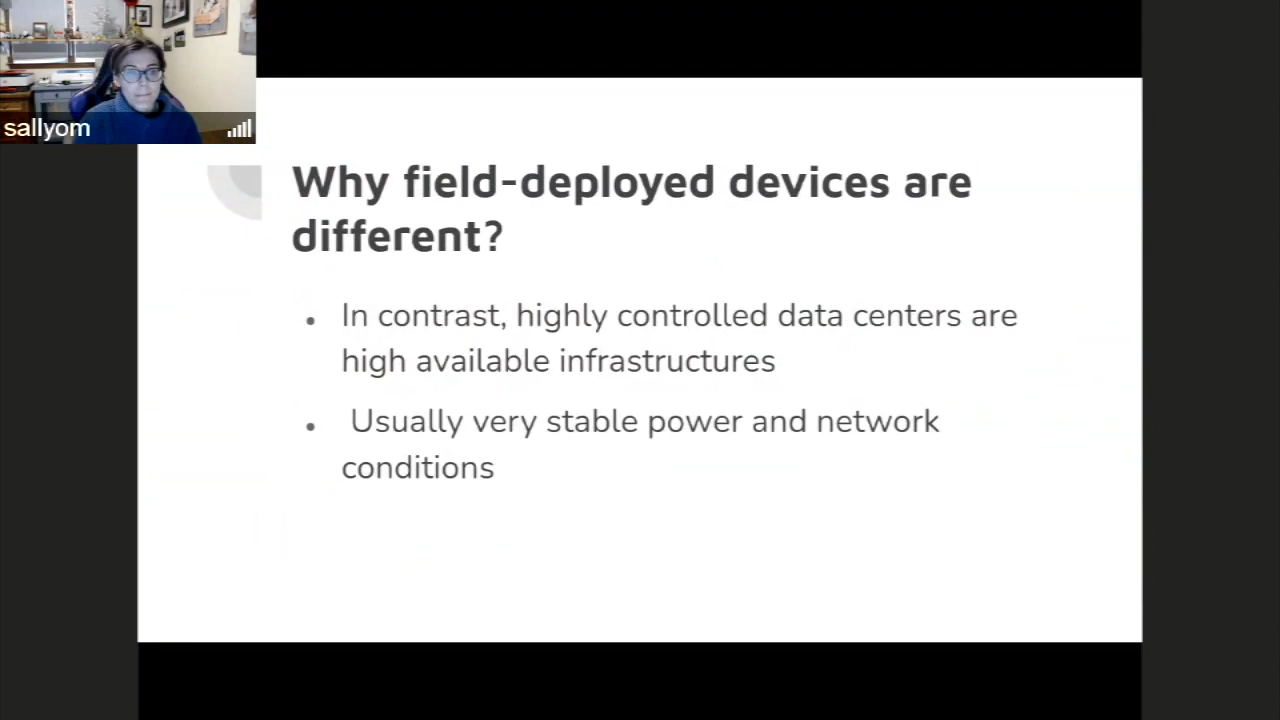 sallyom
Why field-deployed devices are
different?
• In contrast, highly controlled data centers are
high available infrastructures
• Usually very stable power and network
conditions